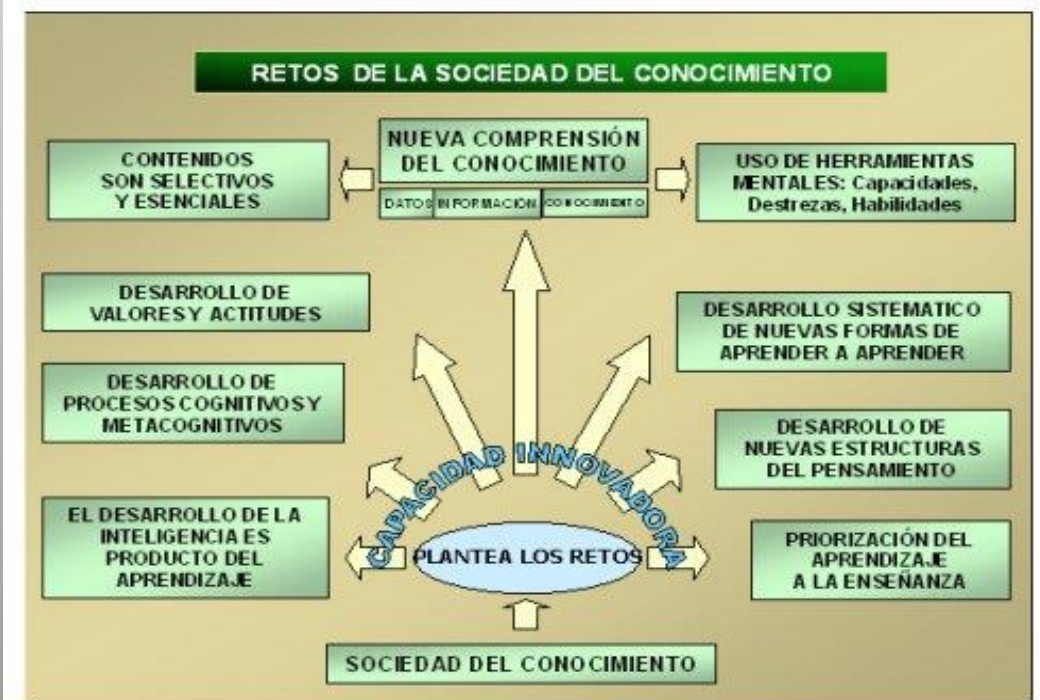 RETOS DE LA SOCIEDAD DEL CONOCIMIENTO
NUEVA COMPRENSIÓN
DEL CONOCIMIENTO
DATOS INFORMACIÓN CONOCIMIENTO
CONTENIDOS
SON SELECTIVOS
Y ESENCIALES
USO DE HERRAMIENTAS
MENTALES: Capacidades,
Destrezas, Habilidades
DESARROLLO DE
VALORES Y ACTITUDES
DESARROLLO SISTEMATICO
DE NUEVAS FORMAS DE
APRENDER A APRENDER
DESARROLLO DE
PROCESOS COGNITIVOS Y
METACOGNITIVOS
DESARROLLO DE
NUEVAS ESTRUCTURAS
DEL PENSAMIENTO
CAPACIDAD INNOVADORA
EL DESARROLLO DE LA
INTELIGENCIA ES
PRODUCTO DEL
APRENDIZAJE
PLANTEA LOS RETOS
PRIORIZACIÓN DEL
APRENDIZAJE
A LA ENSEÑANZA
SOCIEDAD DEL CONOCIMIENTO